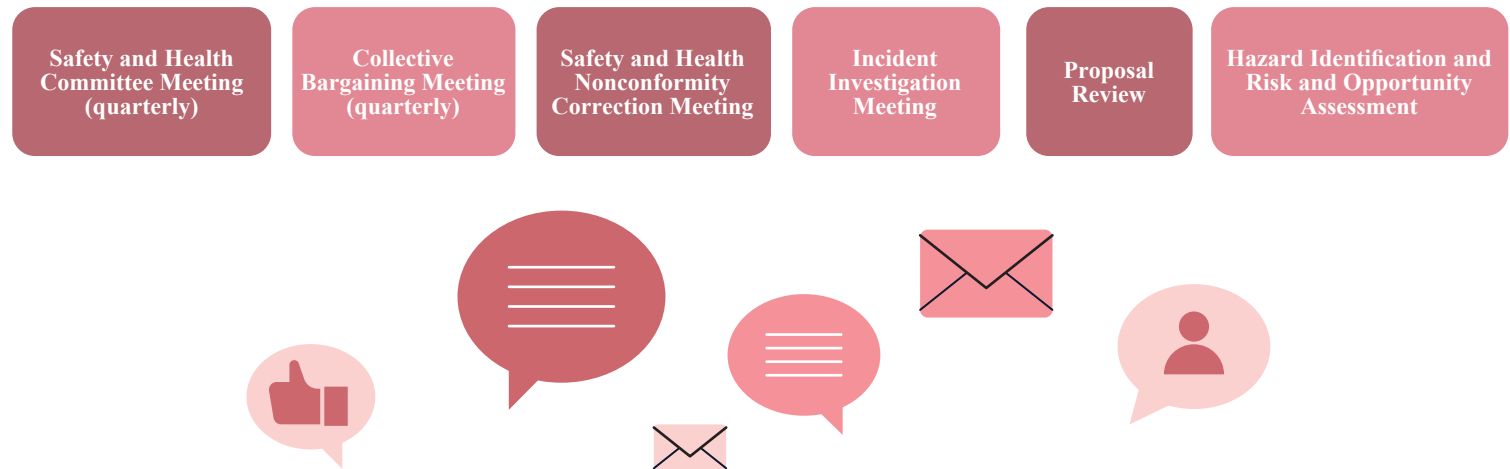 Safety and Health
Committee Meeting
(quarterly)
Collective
Bargaining Meeting
(quarterly)
Safety and Health
Nonconformity
Correction Meeting
Incident
Investigation
Meeting
Proposal
Review
Hazard Identification and
Risk and Opportunity
Assessment